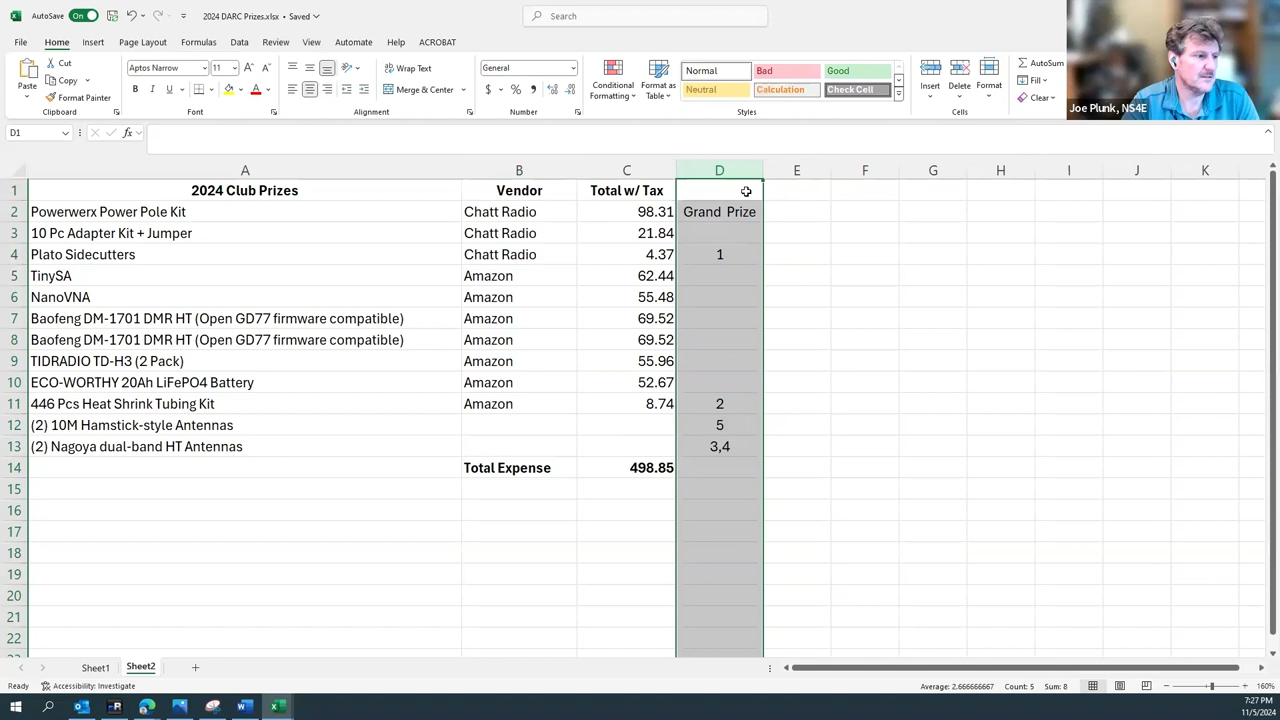 AutoSave On 2024 DARC Prizes.xlsx • Saved Search
File Home Insert Page Layout Formulas Data Review View Automate Help ACROBAT
Paste Cut Copy Format Painter Clipboard
Aptos Narrow 11 B I U A Font
Wrap Text Merge & Center Alignment
General $ % Number
Conditional Formatting Format as Table
Normal Bad Good
Neutral Calculation Check Cell
Styles
Insert Delete Format Cells
AutoSum
Fill
Clear
Joe Plunk, NS4E
D1 fx
A B C D E F G H I J K
1 2024 Club Prizes Vendor Total w/ Tax
2 Powerwerx Power Pole Kit Chatt Radio 98.31 Grand Prize
3 10 Pc Adapter Kit + Jumper Chatt Radio 21.84
4 Plato Sidecutters Chatt Radio 4.37 1
5 TinySA Amazon 62.44
6 NanoVNA Amazon 55.48
7 Baofeng DM-1701 DMR HT (Open GD77 firmware compatible) Amazon 69.52
8 Baofeng DM-1701 DMR HT (Open GD77 firmware compatible) Amazon 69.52
9 TIDRADIO TD-H3 (2 Pack) Amazon 55.96
10 ECO-WORTHY 20Ah LiFePO4 Battery Amazon 52.67
11 446 Pcs Heat Shrink Tubing Kit Amazon 8.74 2
12 (2) 10M Hamstick-style Antennas 5
13 (2) Nagoya dual-band HT Antennas 3,4
14 Total Expense 498.85
15
16
17
18
19
20
21
22
Sheet1 Sheet2
Ready Accessibility: Investigate Average: 2.666666667 Count: 5 Sum: 8 160%
7:27 PM
11/5/2024